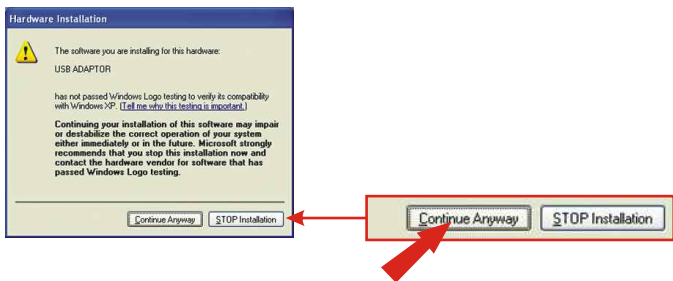 Hardware Installation
The software you are installing for this hardware:
USB ADAPTOR
has not passed Windows Logo testing to verify its compatibility
with Windows XP. (Tell me why this testing is important.)
Continuing your installation of this software may impair
or destabilize the correct operation of your system
either immediately or in the future. Microsoft strongly
recommends that you stop this installation now and
contact the hardware vendor for software that has
passed Windows Logo testing.
Continue Anyway STOP Installation
Continue Anyway STOP Installation